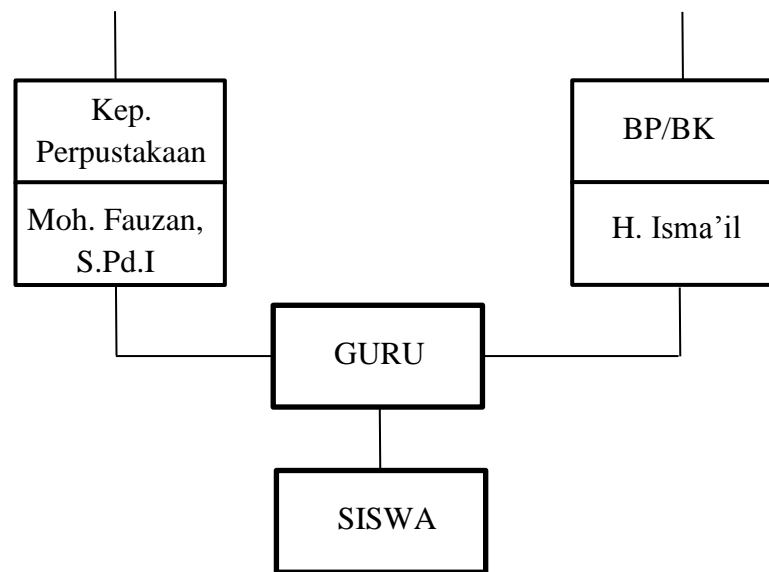 Kep.
Perpustakaan
Moh. Fauzan,
S.Pd.I
BP/BK
H. Isma’il
GURU
SISWA